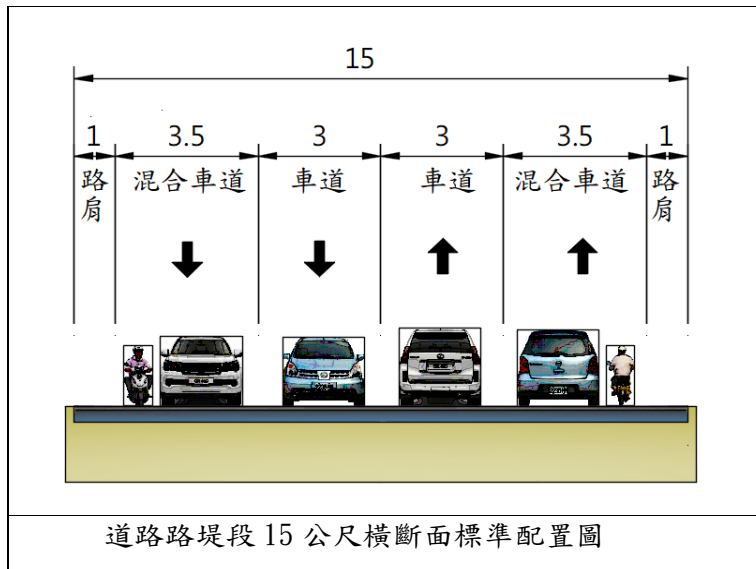 15
1 3.5 3 3 3.5 1
路肩 混合車道 車道 車道 混合車道 路肩
道路路堤段 15 公尺橫斷面標準配置圖